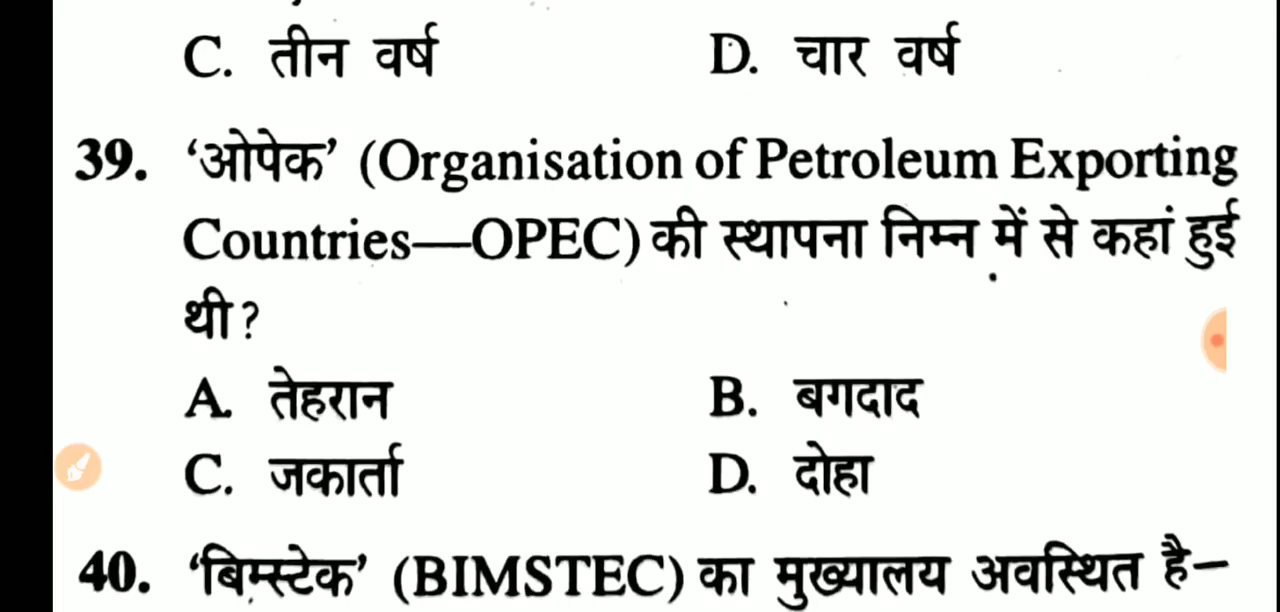 C. तीन वर्ष D. चार वर्ष
39. ‘ओपेक’ (Organisation of Petroleum Exporting
Countries—OPEC) की स्थापना निम्न में से कहां हुई
थी?
A. तेहरान B. बगदाद
C. जकार्ता D. दोहा
40. ‘बिम्स्टेक’ (BIMSTEC) का मुख्यालय अवस्थित है–